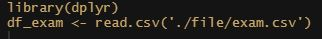 library(dplyr)
df_exam <- read.csv('./file/exam.csv')